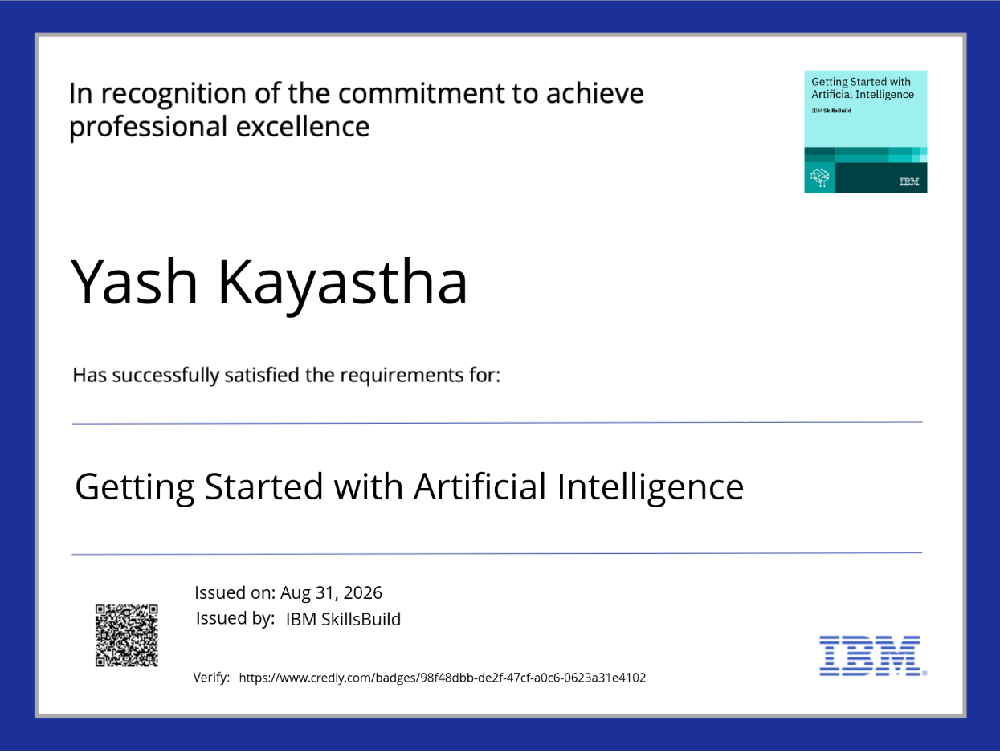 In recognition of the commitment to achieve
professional excellence
Getting Started with
Artificial Intelligence
IBM SkillsBuild
IBM
Yash Kayastha
Has successfully satisfied the requirements for:
Getting Started with Artificial Intelligence
Issued on: Aug 31, 2026
Issued by: IBM SkillsBuild
Verify: https://www.credly.com/badges/98f48dbb-de2f-47cf-a0c6-0623a31e4102
IBM®